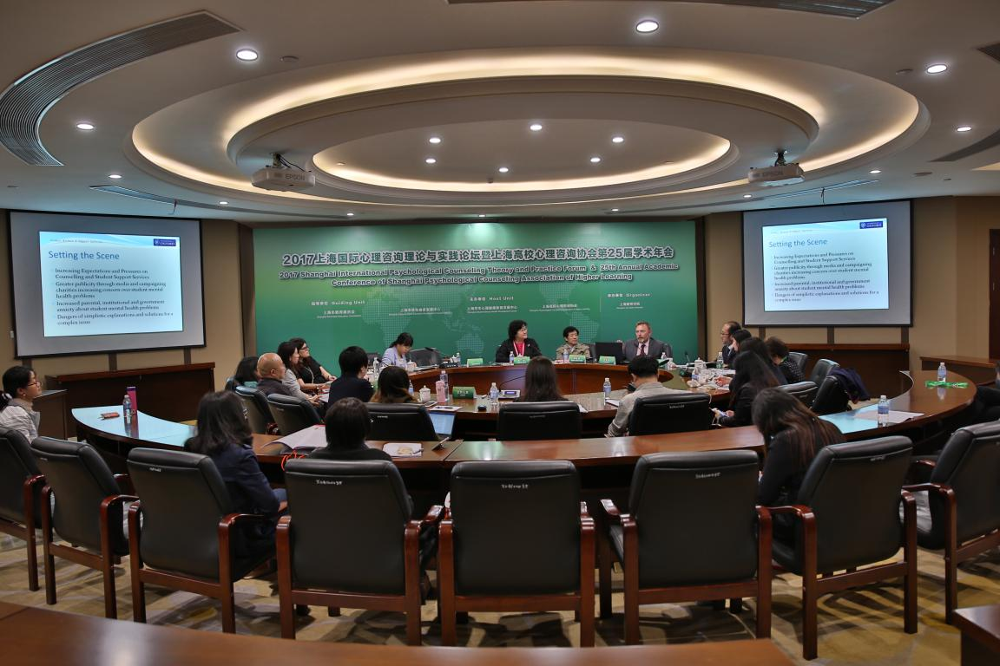 EPSON
EPSON
OXFORD
Setting the Scene
Increasing Expectations and Pressures on
Counselling and Student Support Services
Greater publicity through media and campaigning
charities increasing concern over student mental
health problems
Increased parental, institutional and government
anxiety about student mental health problems
Dangers of simplistic explanations and solutions for a
complex issue
2017上海国际心理咨询理论与实践论坛暨上海高校心理咨询协会第25届学术年会
2017 Shanghai International Psychological Counseling Theory and Practice Forum & 25th Annual Academic
Conference of Shanghai Psychological Counseling Association of Higher Learning
指导单位 Guiding Unit
主办单位 Host Unit
承办单位 Organizer
上海市教育委员会
OXFORD
Setting the Scene
Increasing Expectations and Pressures on
Counselling and Student Support Services
Greater publicity through media and campaigning
charities increasing concern over student mental
health problems
Increased parental, institutional and government
anxiety about student mental health problems
Dangers of simplistic explanations and solutions for a
complex issue